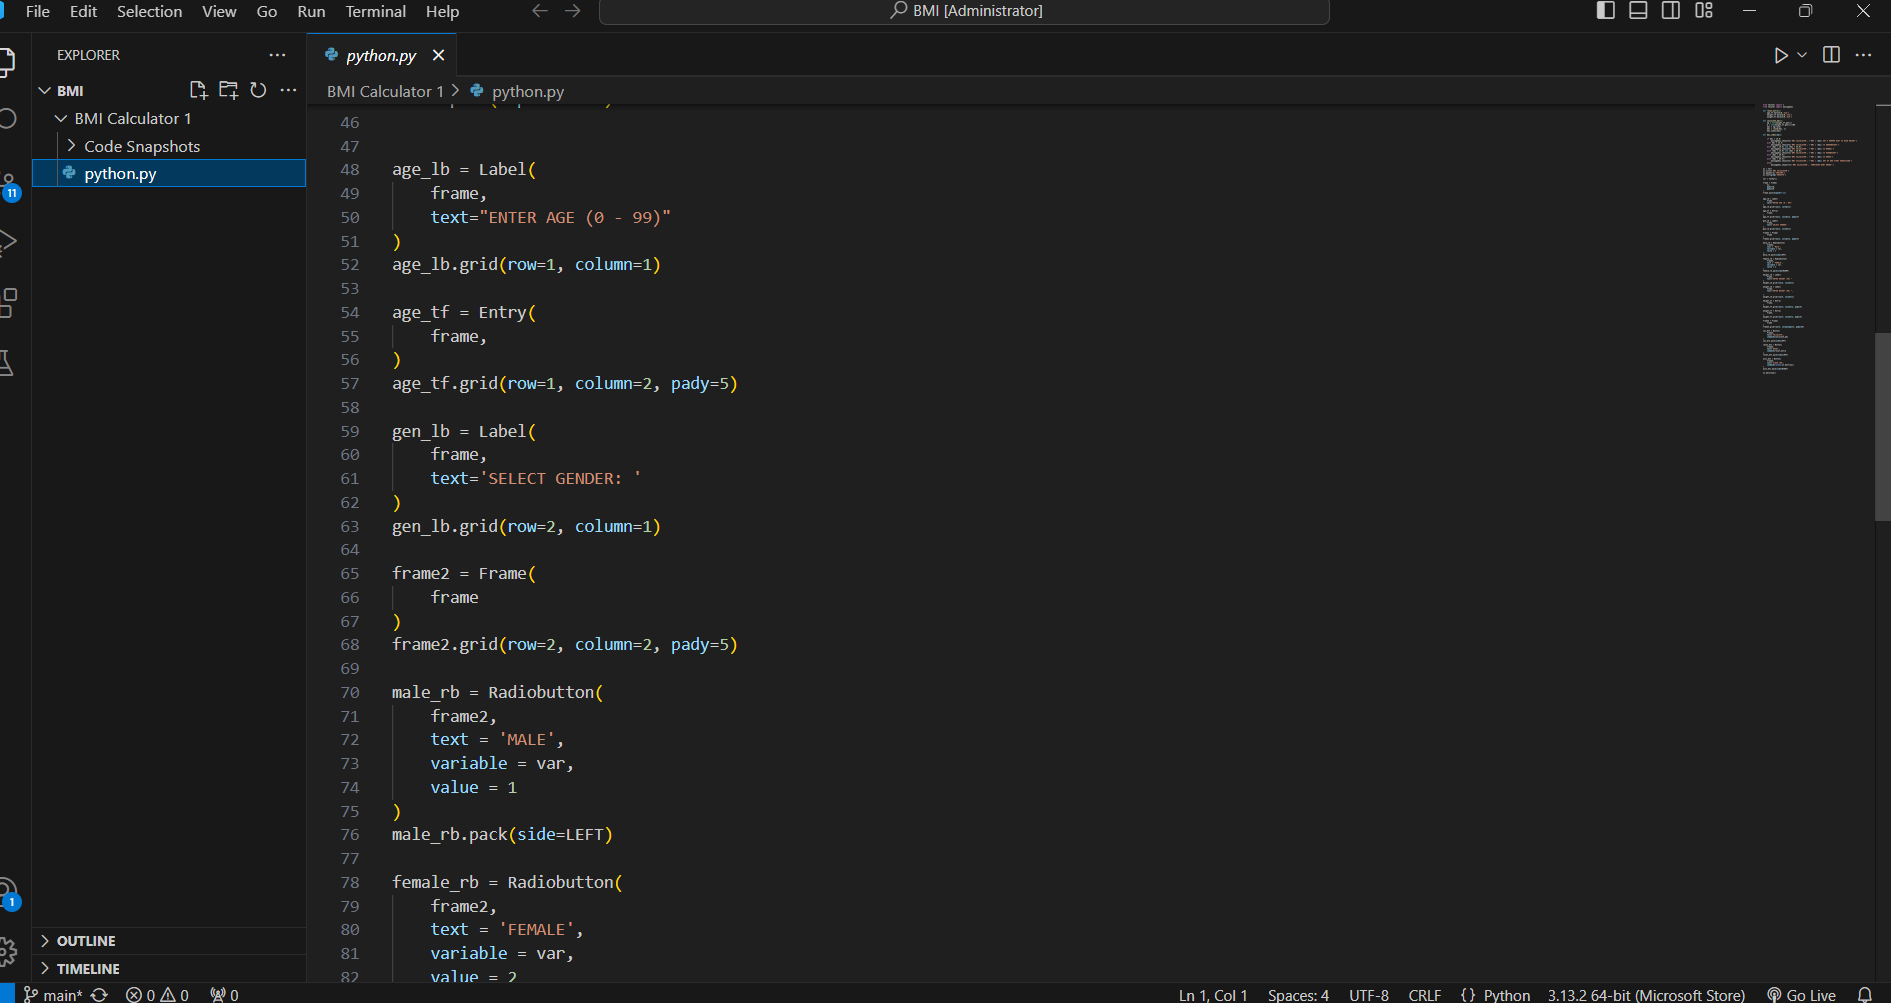 File Edit Selection View Go Run Terminal Help
BMI [Administrator]
EXPLORER
BMI
BMI Calculator 1
Code Snapshots
python.py
OUTLINE
TIMELINE
11
1
python.py
BMI Calculator 1 > python.py
46
47
48 age_lb = Label(
49     frame,
50     text="ENTER AGE (0 - 99)"
51 )
52 age_lb.grid(row=1, column=1)
53
54 age_tf = Entry(
55     frame,
56 )
57 age_tf.grid(row=1, column=2, pady=5)
58
59 gen_lb = Label(
60     frame,
61     text='SELECT GENDER: '
62 )
63 gen_lb.grid(row=2, column=1)
64
65 frame2 = Frame(
66     frame
67 )
68 frame2.grid(row=2, column=2, pady=5)
69
70 male_rb = Radiobutton(
71     frame2,
72     text = 'MALE',
73     variable = var,
74     value = 1
75 )
76 male_rb.pack(side=LEFT)
77
78 female_rb = Radiobutton(
79     frame2,
80     text = 'FEMALE',
81     variable = var,
82     value = 2
main* 0 0 0
Ln 1, Col 1 Spaces: 4 UTF-8 CRLF {} Python 3.13.2 64-bit (Microsoft Store) Go Live